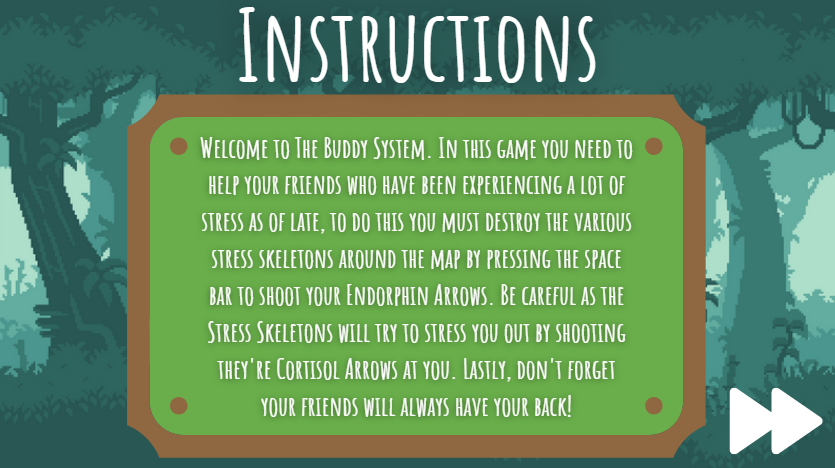 Instructions
Welcome to The Buddy System. In this game you need to
help your friends who have been experiencing a lot of
stress as of late, to do this you must destroy the various
stress skeletons around the map by pressing the space
bar to shoot your Endorphin Arrows. Be careful as the
Stress Skeletons will try to stress you out by shooting
they're Cortisol Arrows at you. Lastly, don't forget
your friends will always have your back!